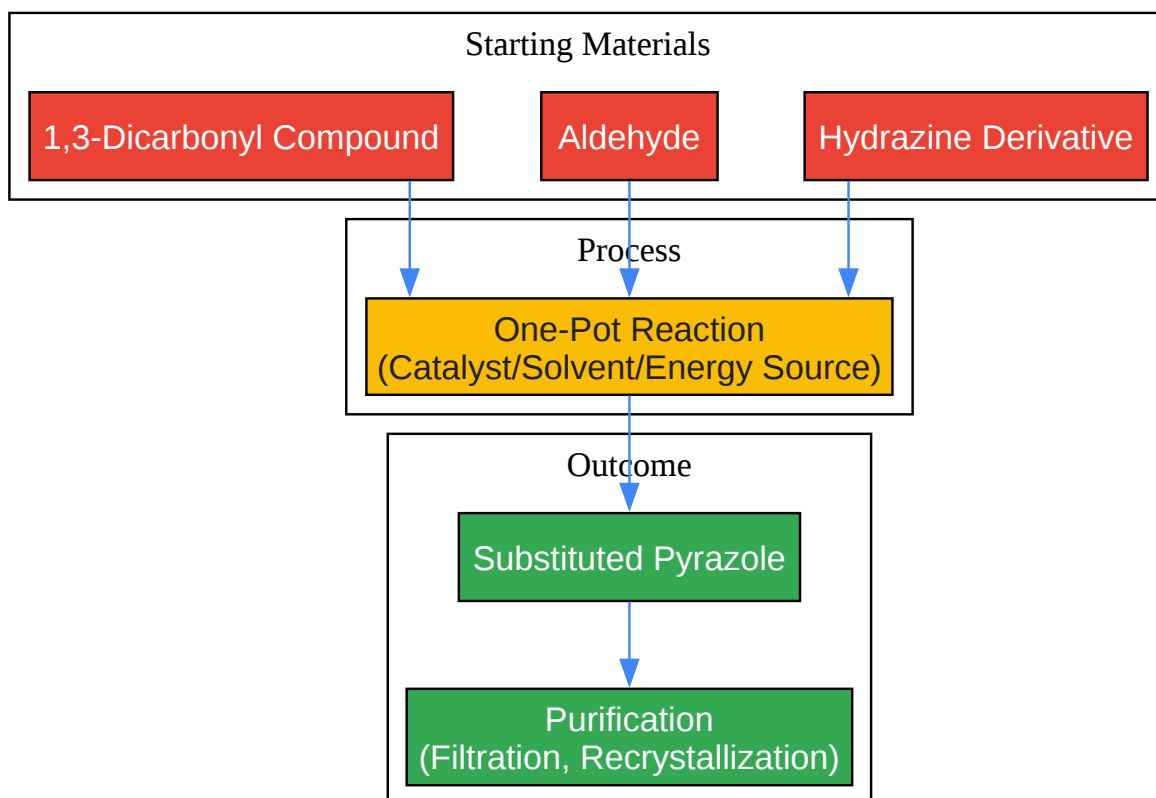 Starting Materials
1,3-Dicarbonyl Compound
Aldehyde
Hydrazine Derivative
Process
One-Pot Reaction
(Catalyst/Solvent/Energy Source)
Outcome
Substituted Pyrazole
Purification
(Filtration, Recrystallization)